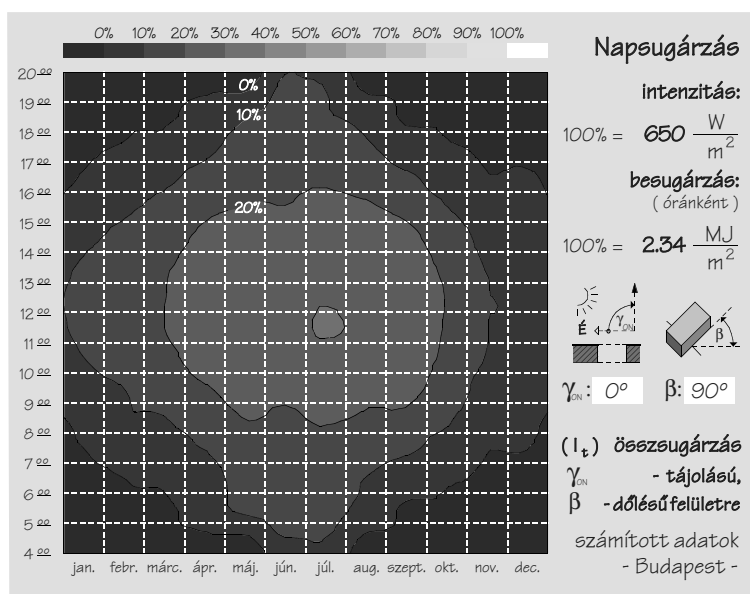 0% 10% 20% 30% 40% 50% 60% 70% 80% 90% 100%
20 00
19 00
18 00
17 00
16 00
15 00
14 00
13 00
12 00
11 00
10 00
9 00
8 00
7 00
6 00
5 00
4 00
0%
10%
20%
jan. febr. márc. ápr. máj. jún. júl. aug. szept. okt. nov. dec.
Napsugárzás
intenzitás:
100% = 650 W/m²
besugárzás:
( óránként )
100% = 2.34 MJ/m²
É γON β
γON : 0° β: 90°
( I t ) összsugárzás
γON - tájolású,
β - dőlésű felületre
számított adatok
- Budapest -